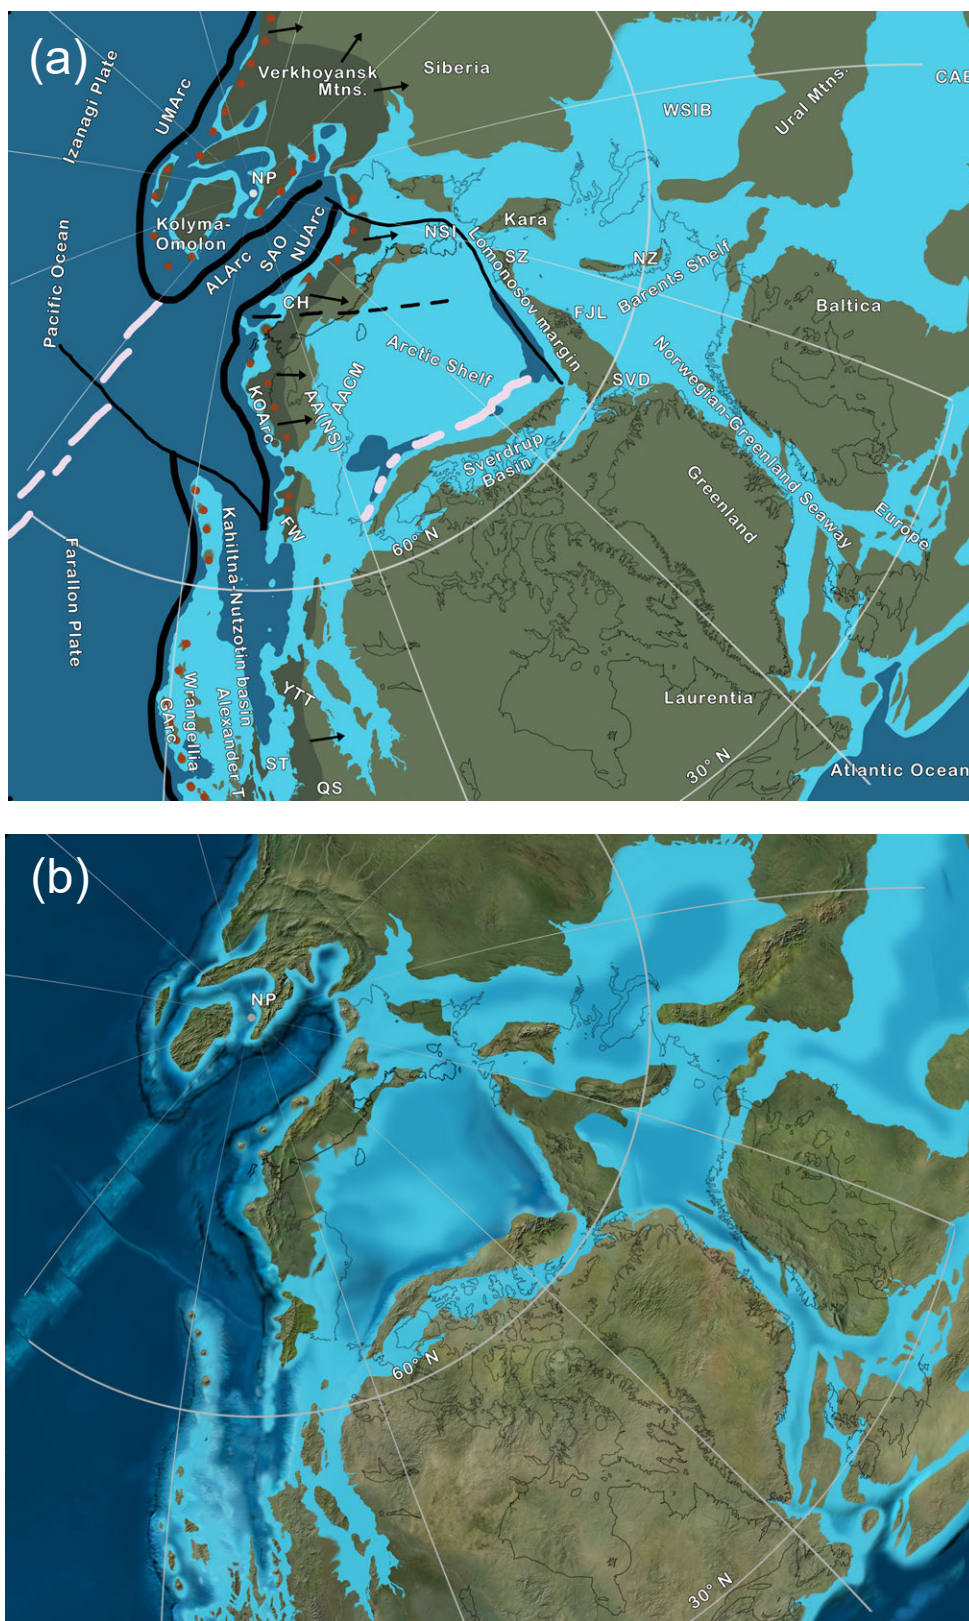 (a)
Izanagi Plate
UMArc
Verkhoyansk
Mtns.
Siberia
WSIB
Ural Mtns.
CAB
NP
Kolyma-
Omolon
ALArc
SAO
NUArc
NSI
Kara
SZ
NZ
Lomonosov margin
Barents Shelf
FJL
Baltica
Pacific Ocean
CH
Arctic Shelf
SVD
KOArc
AA(NS)
AACM
Norwegian-Greenland Seaway
Sverdrup
Basin
Greenland
Europe
FW
60° N
Farallon Plate
Kahiltna-Nutzotin basin
YTT
Laurentia
GArc
Wrangellia
Alexander T
ST
QS
30° N
Atlantic Ocean
(b)
NP
60° N
30° N